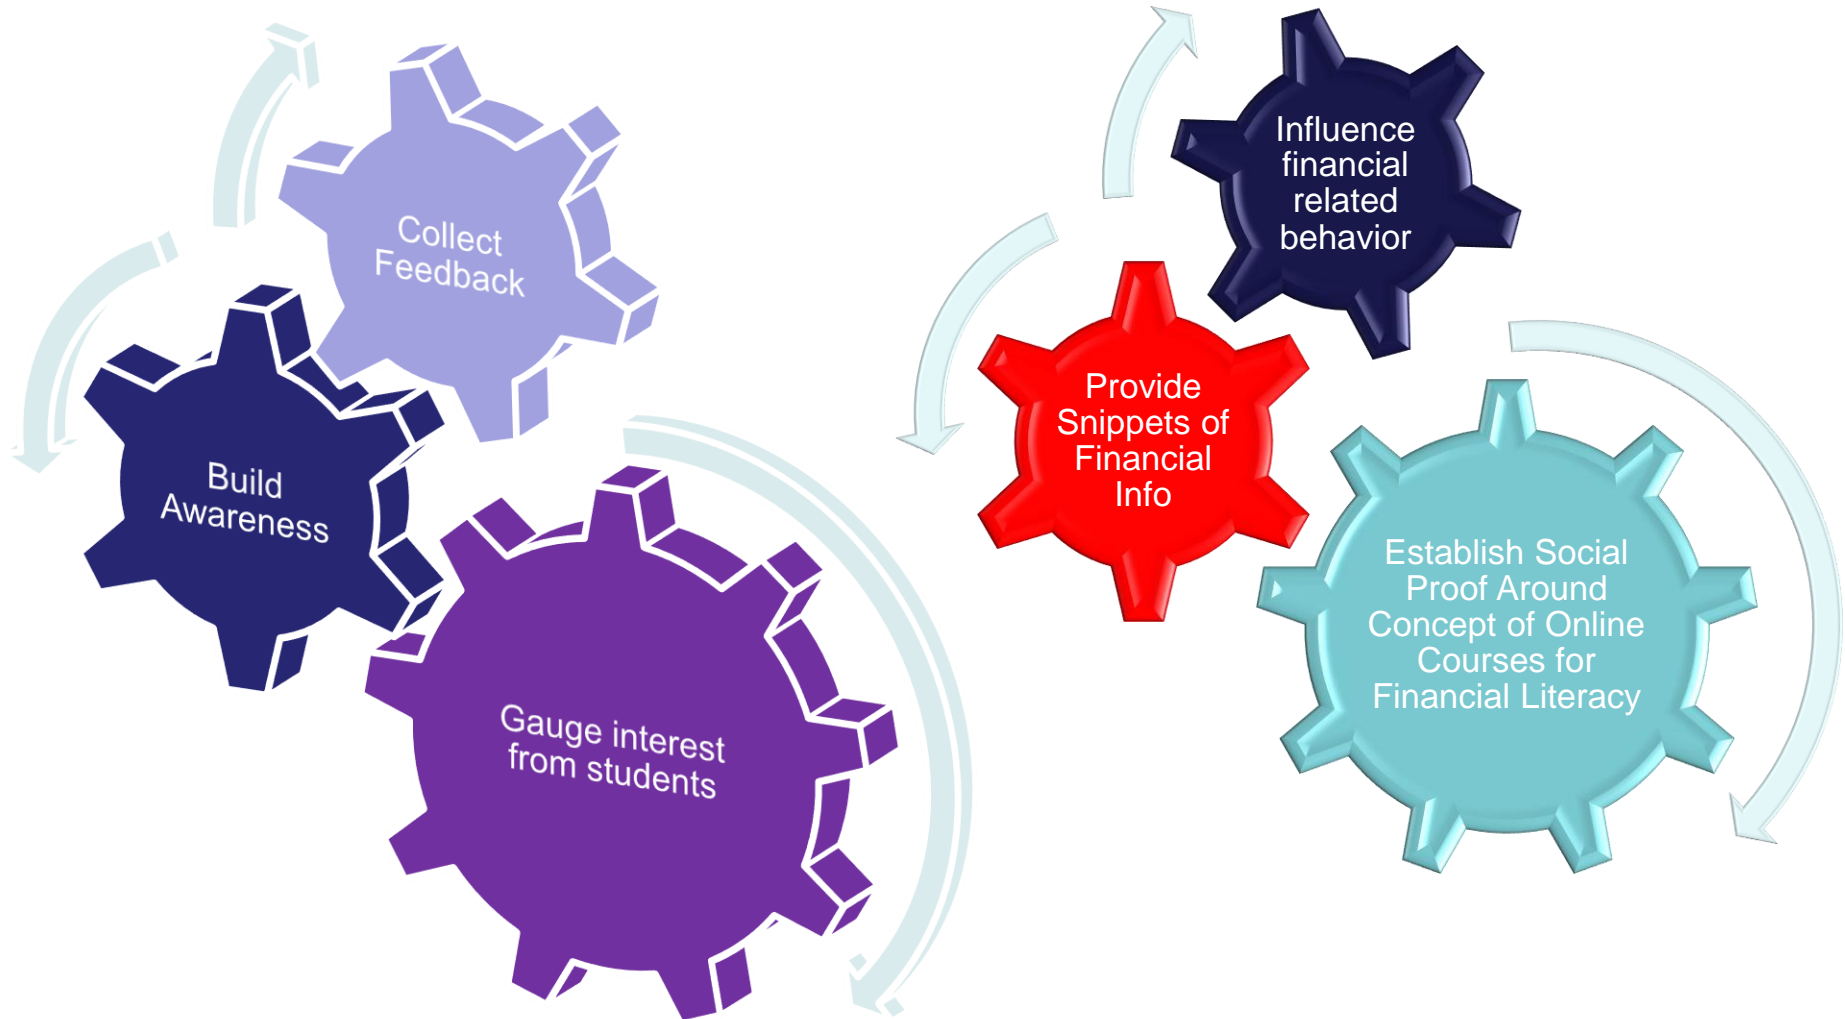 Collect
Feedback
Build
Awareness
Gauge interest
from students
Influence
financial
related
behavior
Provide
Snippets of
Financial
Info
Establish Social
Proof Around
Concept of Online
Courses for
Financial Literacy